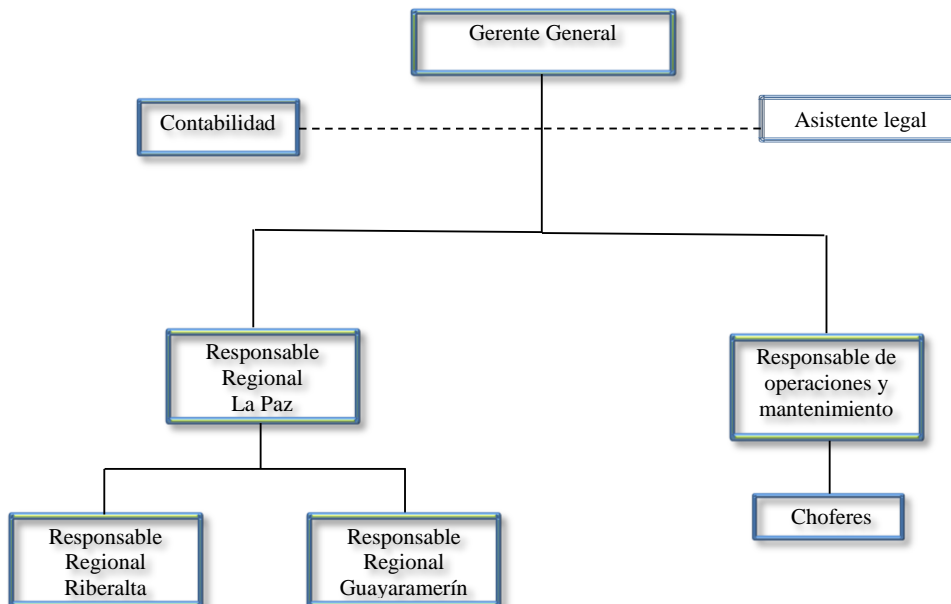 Gerente General
Contabilidad
Asistente legal
Responsable
Regional
La Paz
Responsable de
operaciones y
mantenimiento
Responsable
Regional
Riberalta
Responsable
Regional
Guayaramerín
Choferes